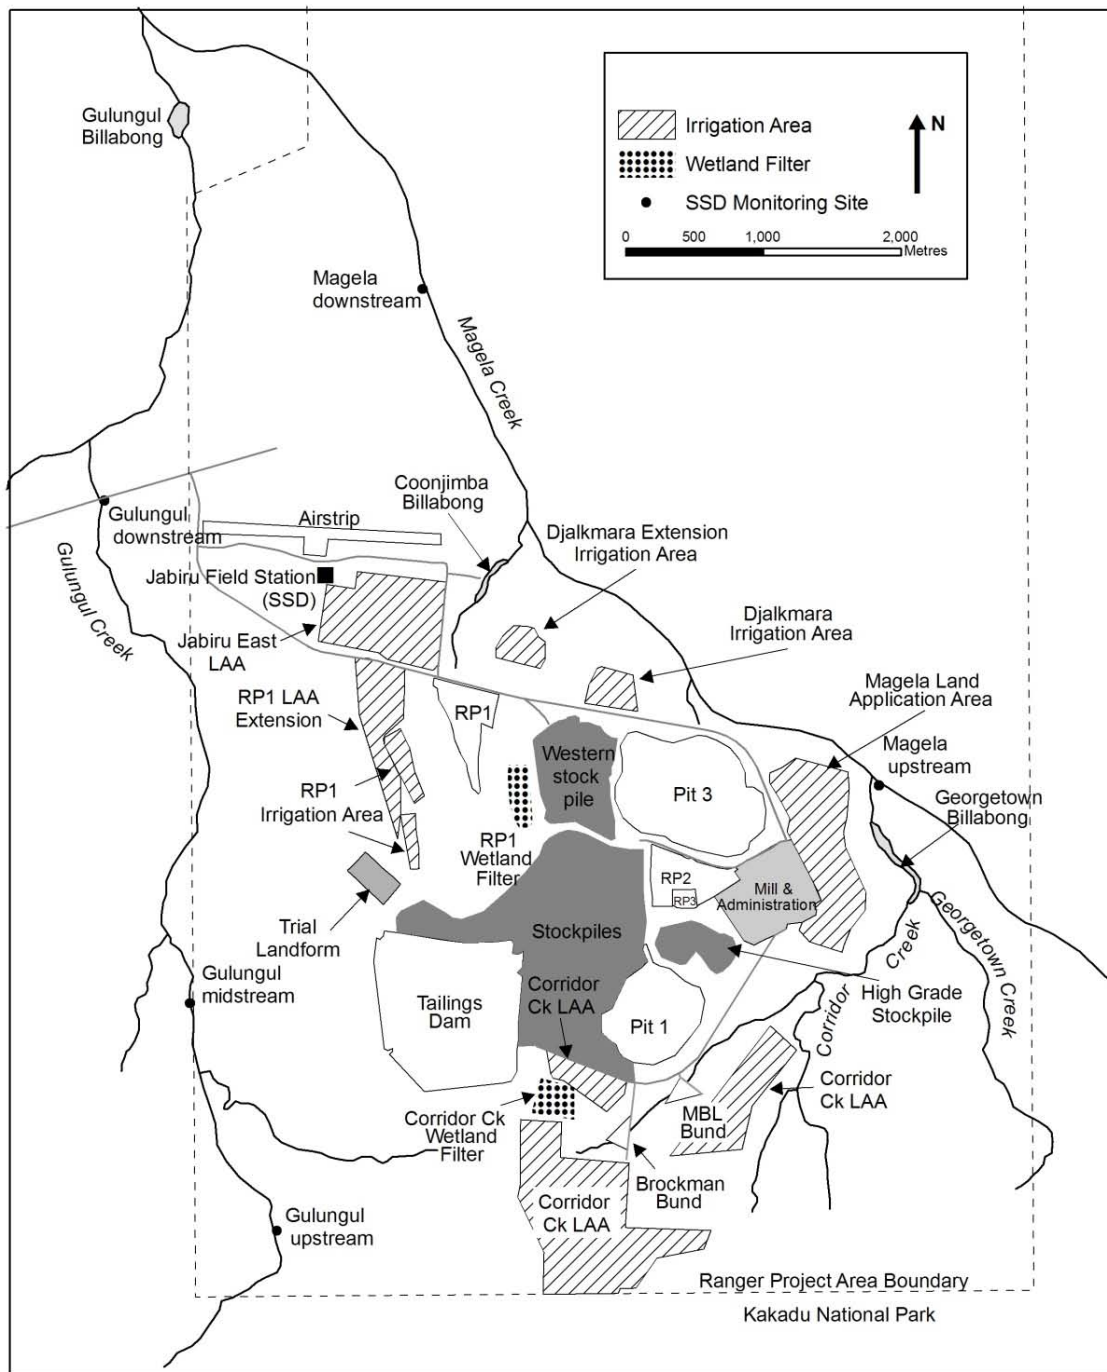 Gulungul
Billabong
Irrigation Area
Wetland Filter
SSD Monitoring Site
N
0 500 1,000 2,000
Metres
Magela
downstream
Magela Creek
Coonjimba
Billabong
Airstrip
Gulungul
downstream
Djalkmara Extension
Irrigation Area
Jabiru Field Station
(SSD)
Gulungul Creek
Jabiru East
LAA
Djalkmara
Irrigation Area
RP1 LAA
Extension
RP1
Magela Land
Application Area
Western
stock
pile
Pit 3
Magela
upstream
RP1
Irrigation Area
Georgetown
Billabong
RP1
Wetland
Filter
RP2
RP3
Mill &
Administration
Trial
Landform
Stockpiles
Georgetown Creek
Corridor Creek
Gulungul
midstream
Tailings
Dam
Corridor
Ck LAA
Pit 1
High Grade
Stockpile
Corridor
Ck LAA
MBL
Bund
Corridor Ck
Wetland
Filter
Brockman
Bund
Corridor
Ck LAA
Gulungul
upstream
Ranger Project Area Boundary
Kakadu National Park